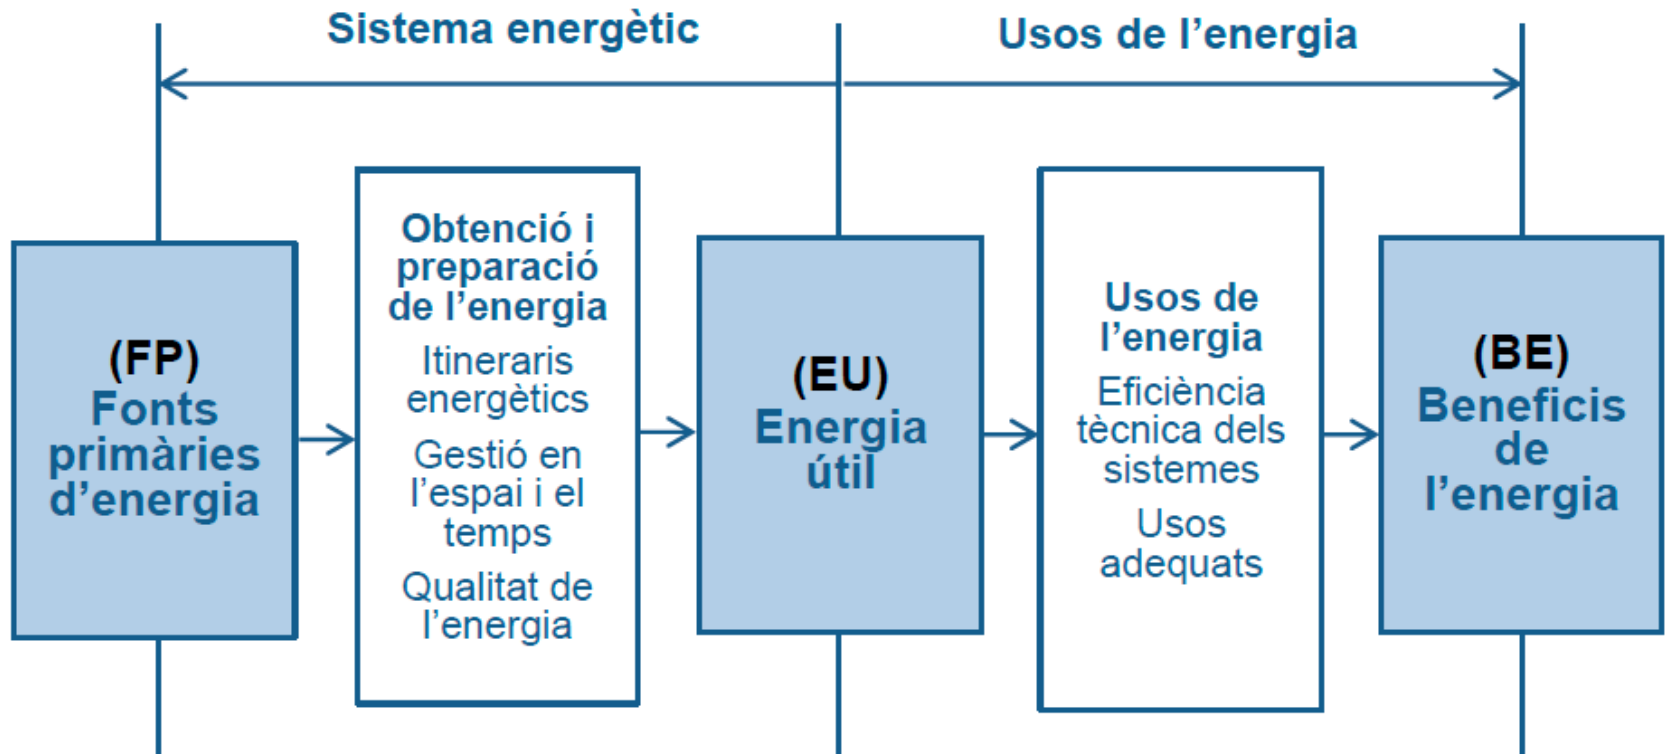 Sistema energètic
Usos de l’energia
(FP)
Fonts
primàries
d’energia
Obtenció i
preparació
de l’energia
Itineraris
energètics
Gestió en
l’espai i el
temps
Qualitat de
l’energia
(EU)
Energia
útil
Usos de
l’energia
Eficiència
tècnica dels
sistemes
Usos
adequats
(BE)
Beneficis
de
l’energia